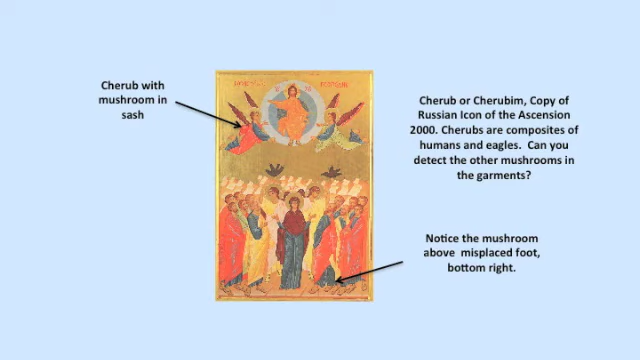 Cherub with
mushroom in
sash
Cherub or Cherubim, Copy of
Russian Icon of the Ascension
2000. Cherubs are composites of
humans and eagles.  Can you
detect the other mushrooms in
the garments?
Notice the mushroom
above  misplaced foot,
bottom right.